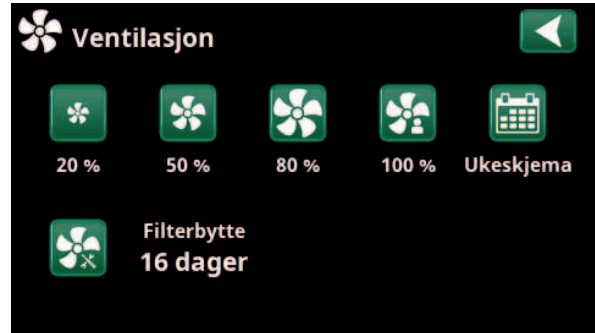 Ventilasjon
20 %
50 %
80 %
100 %
Ukeskjema
Filterbytte
16 dager